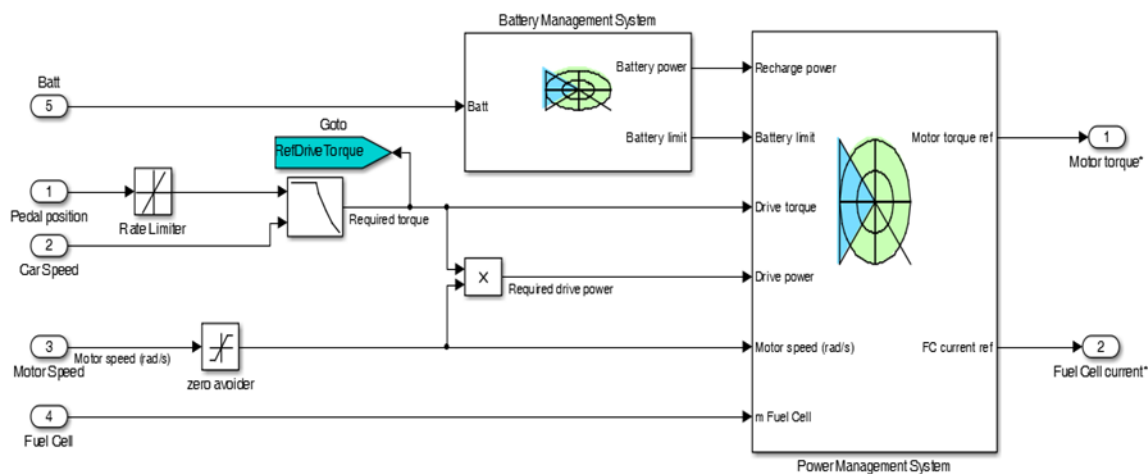 Battery Management System
Batt
5
Batt
Battery power
Battery limit
Goto
RefDriveTorque
1
Pedal position
Rate Limiter
2
Car Speed
Required torque
X
Required drive power
3
Motor Speed
Motor speed (rad/s)
zero avoider
4
Fuel Cell
Recharge power
Battery limit
Drive torque
Drive power
Motor speed (rad/s)
m Fuel Cell
Motor torque ref
FC current ref
Power Management System
1
Motor torque*
2
Fuel Cell current*